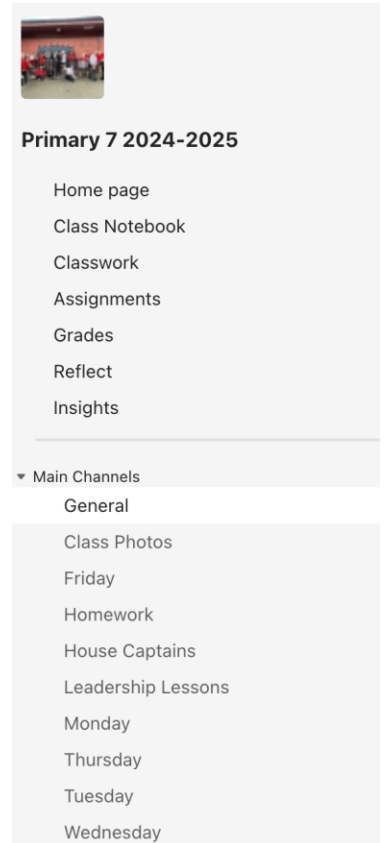 Primary 7 2024-2025
Home page
Class Notebook
Classwork
Assignments
Grades
Reflect
Insights
Main Channels
General
Class Photos
Friday
Homework
House Captains
Leadership Lessons
Monday
Thursday
Tuesday
Wednesday